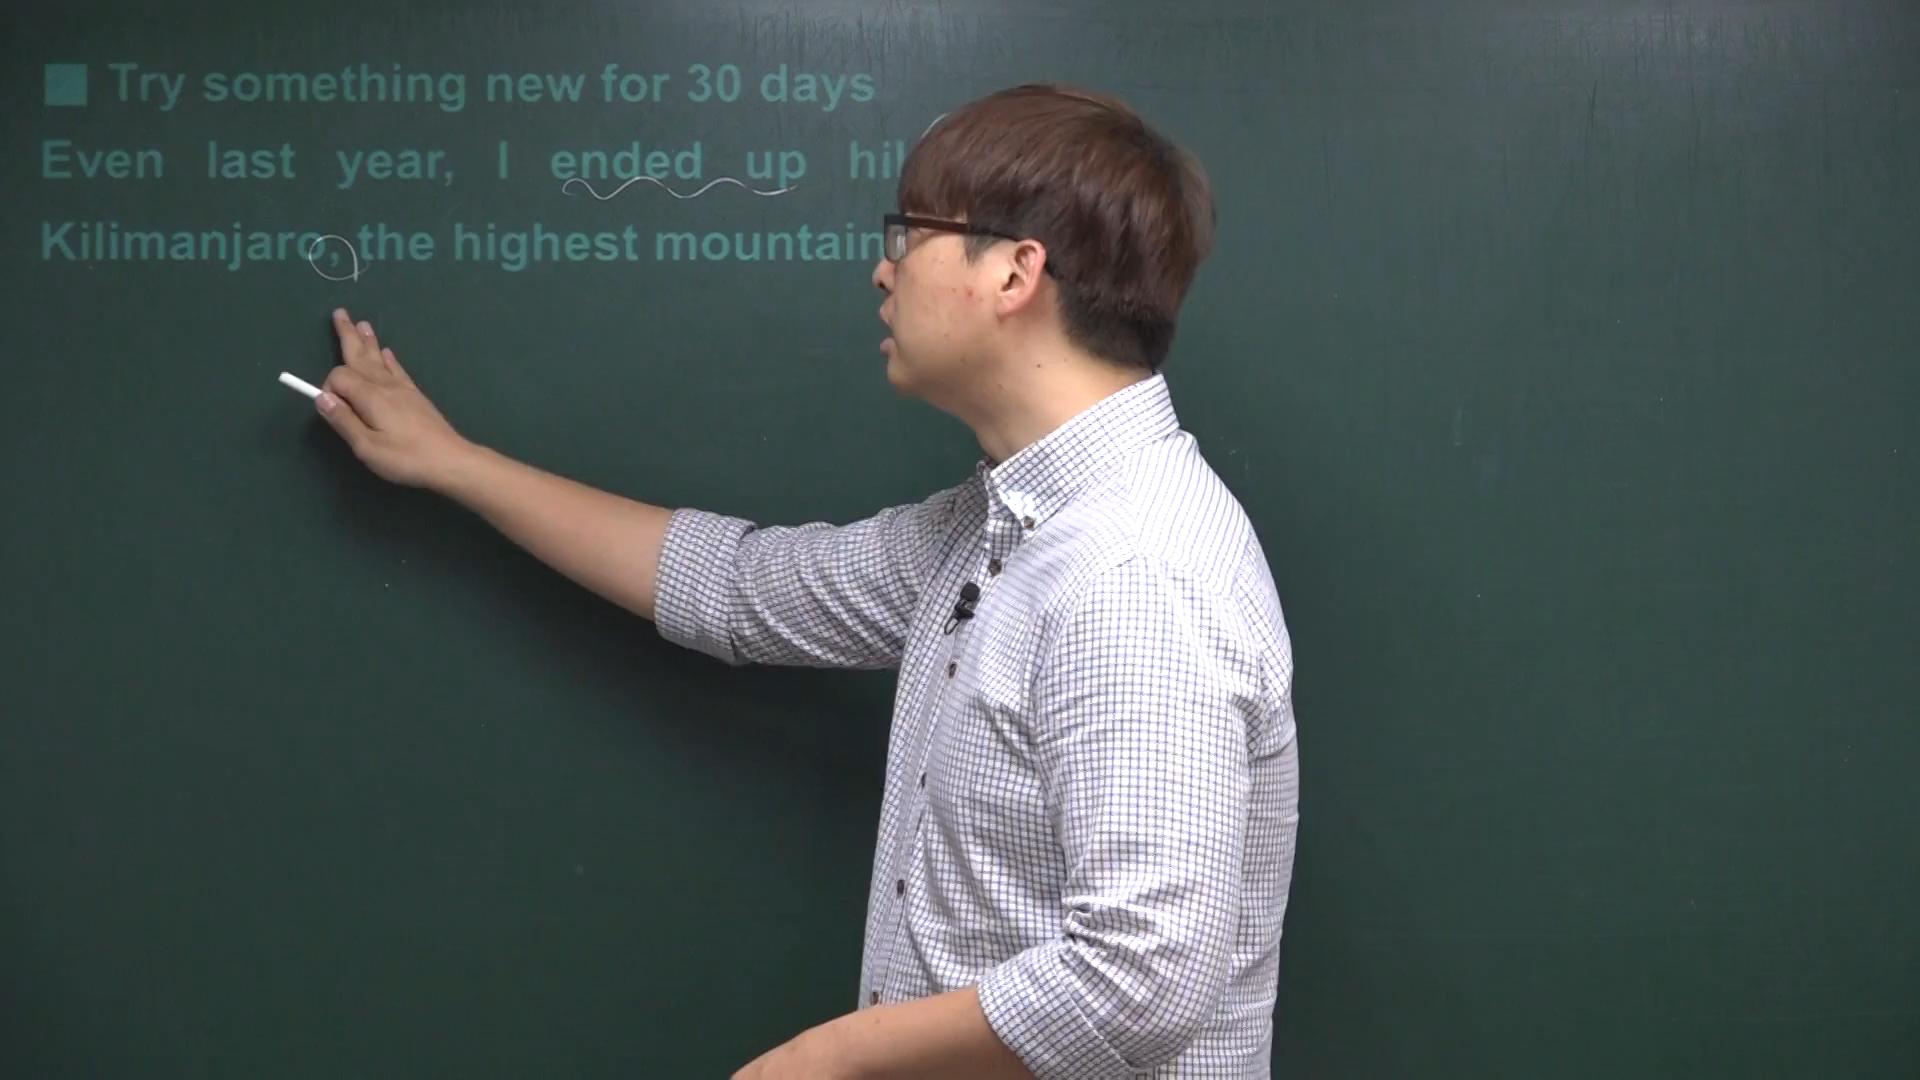 Try something new for 30 days
Even last year, I ended up
Kilimanjaro, the highest mountain